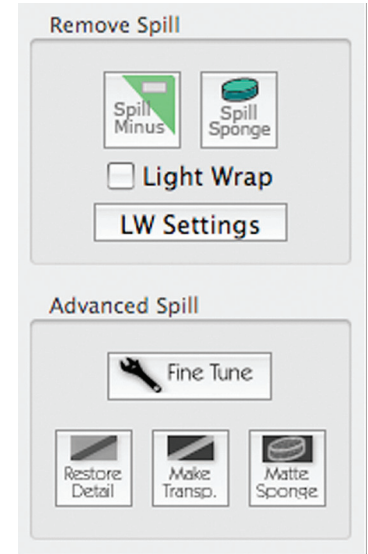 Remove Spill
Spill
Minus
Spill
Sponge
Light Wrap
LW Settings
Advanced Spill
Fine Tune
Restore
Detail
Make
Transp.
Matte
Sponge